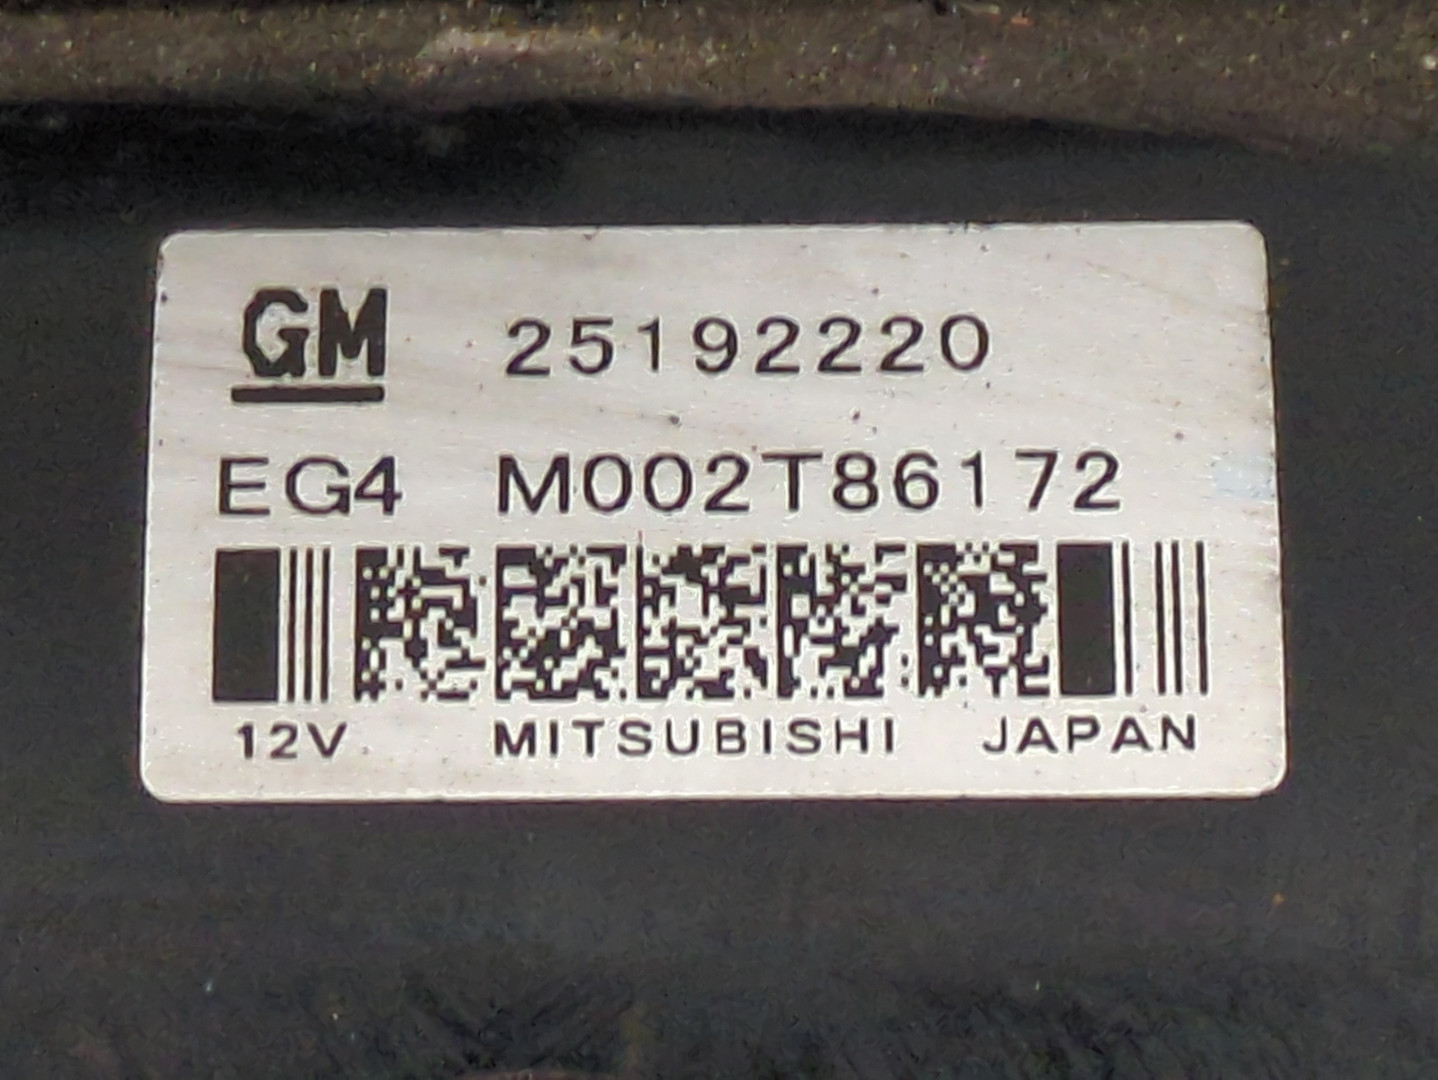 GM 25192220
EG4 M002T86172
12V MITSUBISHI JAPAN